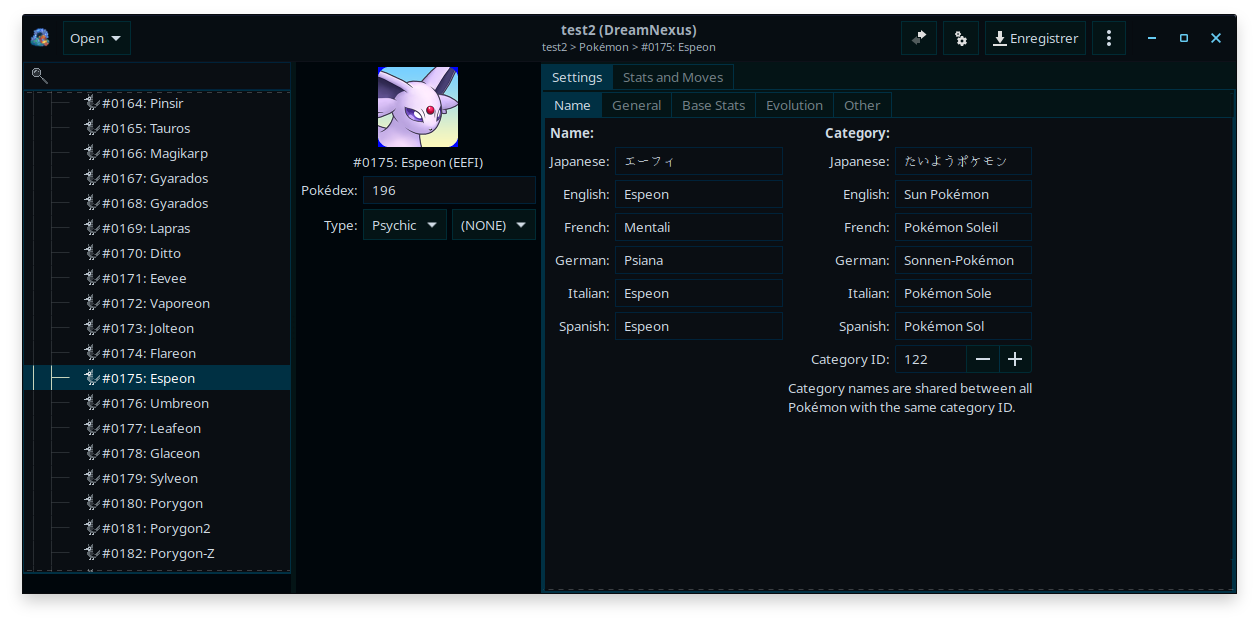 Open
test2 (DreamNexus)
test2 > Pokémon > #0175: Espeon
Enregistrer
#0164: Pinsir
#0165: Tauros
#0166: Magikarp
#0167: Gyarados
#0168: Gyarados
#0169: Lapras
#0170: Ditto
#0171: Eevee
#0172: Vaporeon
#0173: Jolteon
#0174: Flareon
#0175: Espeon
#0176: Umbreon
#0177: Leafeon
#0178: Glaceon
#0179: Sylveon
#0180: Porygon
#0181: Porygon2
#0182: Porygon-Z
#0175: Espeon (EEFI)
Pokédex: 196
Type: Psychic (NONE)
Settings Stats and Moves
Name General Base Stats Evolution Other
Name:
Japanese: エーフィ
English: Espeon
French: Mentali
German: Psiana
Italian: Espeon
Spanish: Espeon
Category:
Japanese: たいようポケモン
English: Sun Pokémon
French: Pokémon Soleil
German: Sonnen-Pokémon
Italian: Pokémon Sole
Spanish: Pokémon Sol
Category ID: 122
Category names are shared between all
Pokémon with the same category ID.